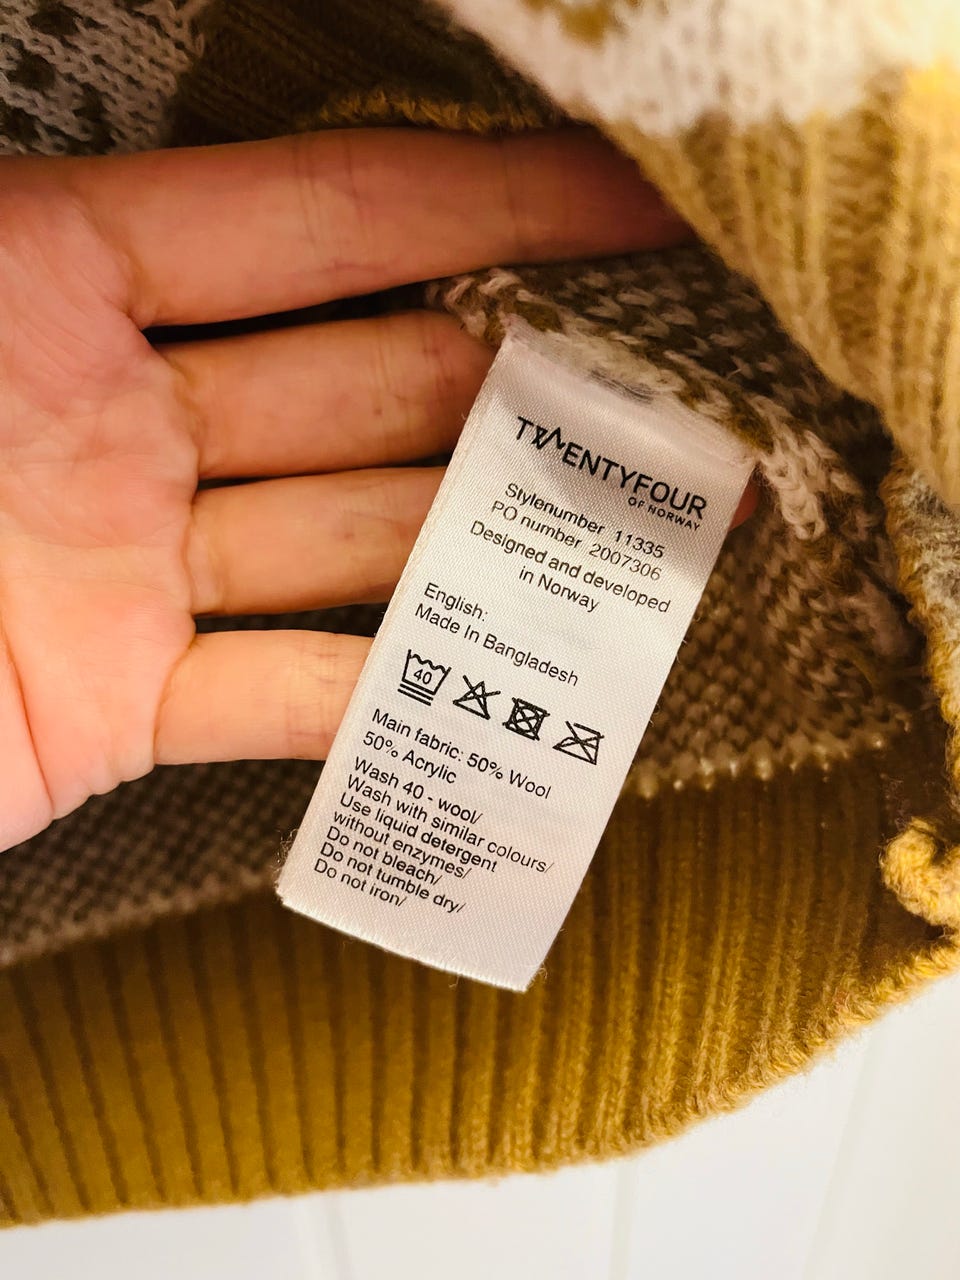 TWENTYFOUR
OF NORWAY
Stylenumber 11335
PO number 2007306
Designed and developed
in Norway
English:
Made In Bangladesh
40
Main fabric: 50% Wool
50% Acrylic
Wash 40 - wool/
Wash with similar colours/
Use liquid detergent
without enzymes/
Do not bleach/
Do not tumble dry/
Do not iron/